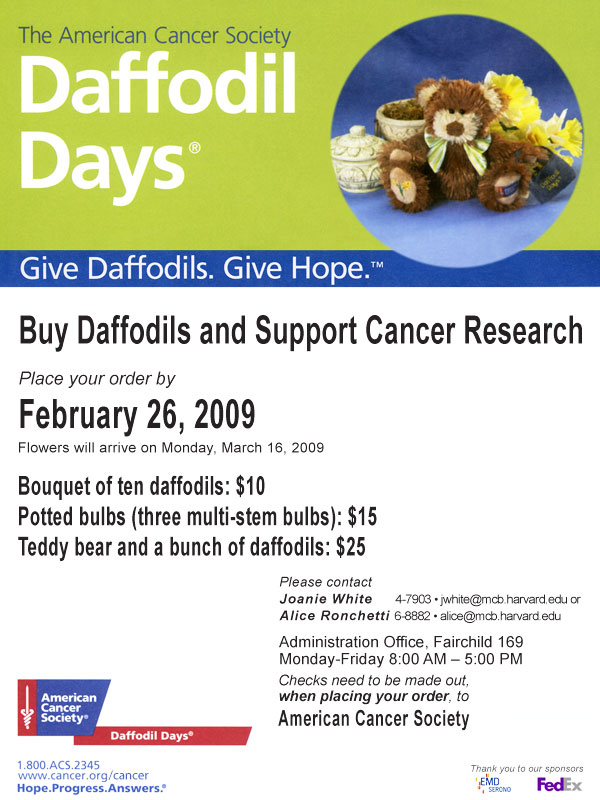 The American Cancer Society
Daffodil
Days®
Daffodil
Days®
Give Daffodils. Give Hope.™
Buy Daffodils and Support Cancer Research
Place your order by
February 26, 2009
Flowers will arrive on Monday, March 16, 2009
Bouquet of ten daffodils: $10
Potted bulbs (three multi-stem bulbs): $15
Teddy bear and a bunch of daffodils: $25
Please contact
Joanie White 4-7903 • jwhite@mcb.harvard.edu or
Alice Ronchetti 6-8882 • alice@mcb.harvard.edu
Administration Office, Fairchild 169
Monday-Friday 8:00 AM – 5:00 PM
Checks need to be made out,
when placing your order, to
American Cancer Society
American
Cancer
Society®
Daffodil Days®
1.800.ACS.2345
www.cancer.org/cancer
Hope.Progress.Answers.®
Thank you to our sponsors
EMD
SERONO
FedEx